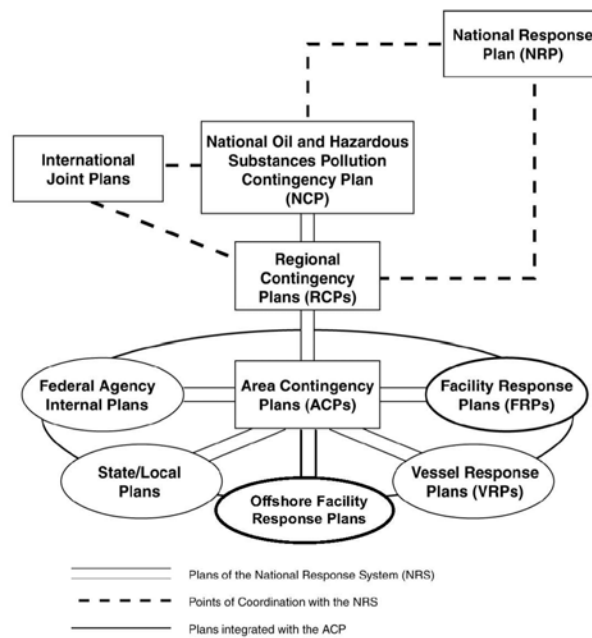 National Response
Plan (NRP)
National Oil and Hazardous
Substances Pollution
Contingency Plan
(NCP)
International
Joint Plans
Regional
Contingency
Plans (RCPs)
Federal Agency
Internal Plans
Area Contingency
Plans (ACPs)
Facility Response
Plans (FRPs)
State/Local
Plans
Offshore Facility
Response Plans
Vessel Response
Plans (VRPs)
Plans of the National Response System (NRS)
Points of Coordination with the NRS
Plans integrated with the ACP